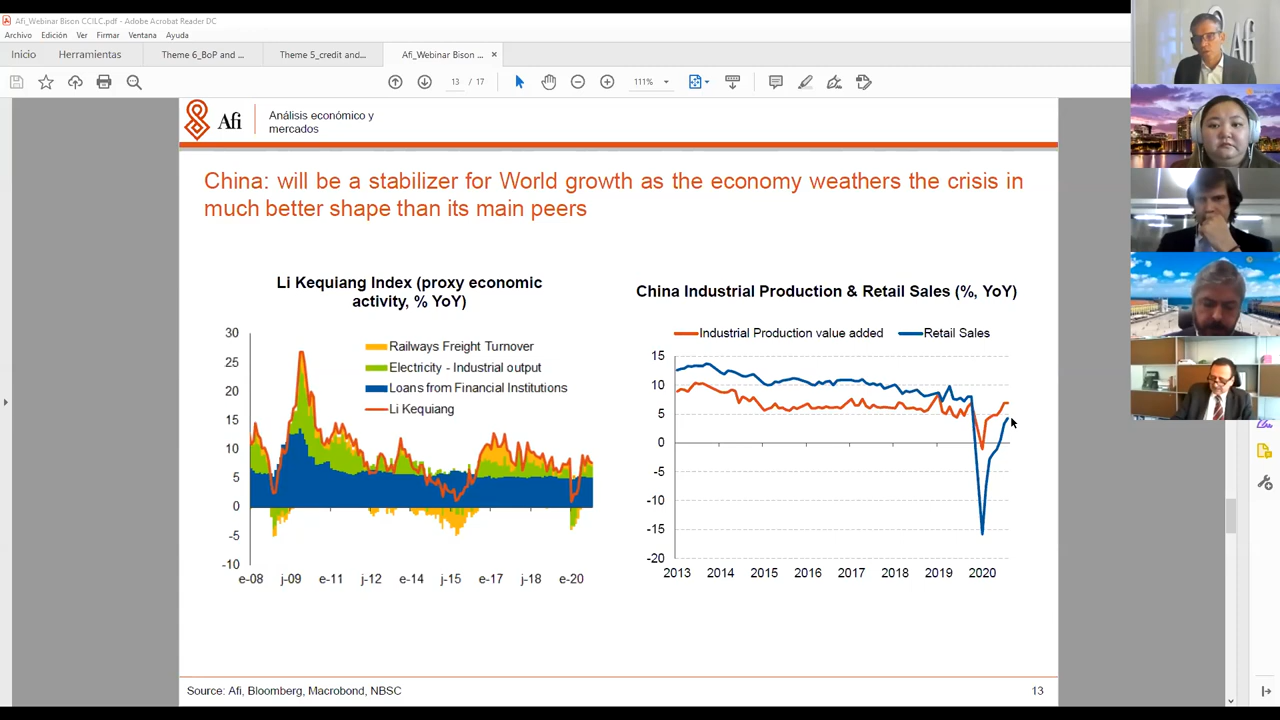 Afi_Webinar Bison CCILC.pdf - Adobe Acrobat Reader DC
Archivo Edición Ver Firmar Ventana Ayuda
Inicio Herramientas Theme 6_BoP and ... Theme 5_credit and... Afi_Webinar Bison ... ×
13 / 17 111%
Afi
Análisis económico y
mercados
China: will be a stabilizer for World growth as the economy weathers the crisis in
much better shape than its main peers
Li Kequiang Index (proxy economic
activity, % YoY)
30
25
20
15
10
5
0
-5
-10
Railways Freight Turnover
Electricity - Industrial output
Loans from Financial Institutions
Li Kequiang
e-08 j-09 e-11 j-12 e-14 j-15 e-17 j-18 e-20
China Industrial Production & Retail Sales (%, YoY)
Industrial Production value added Retail Sales
15
10
5
0
-5
-10
-15
-20
2013 2014 2015 2016 2017 2018 2019 2020
Source: Afi, Bloomberg, Macrobond, NBSC
13
Afi